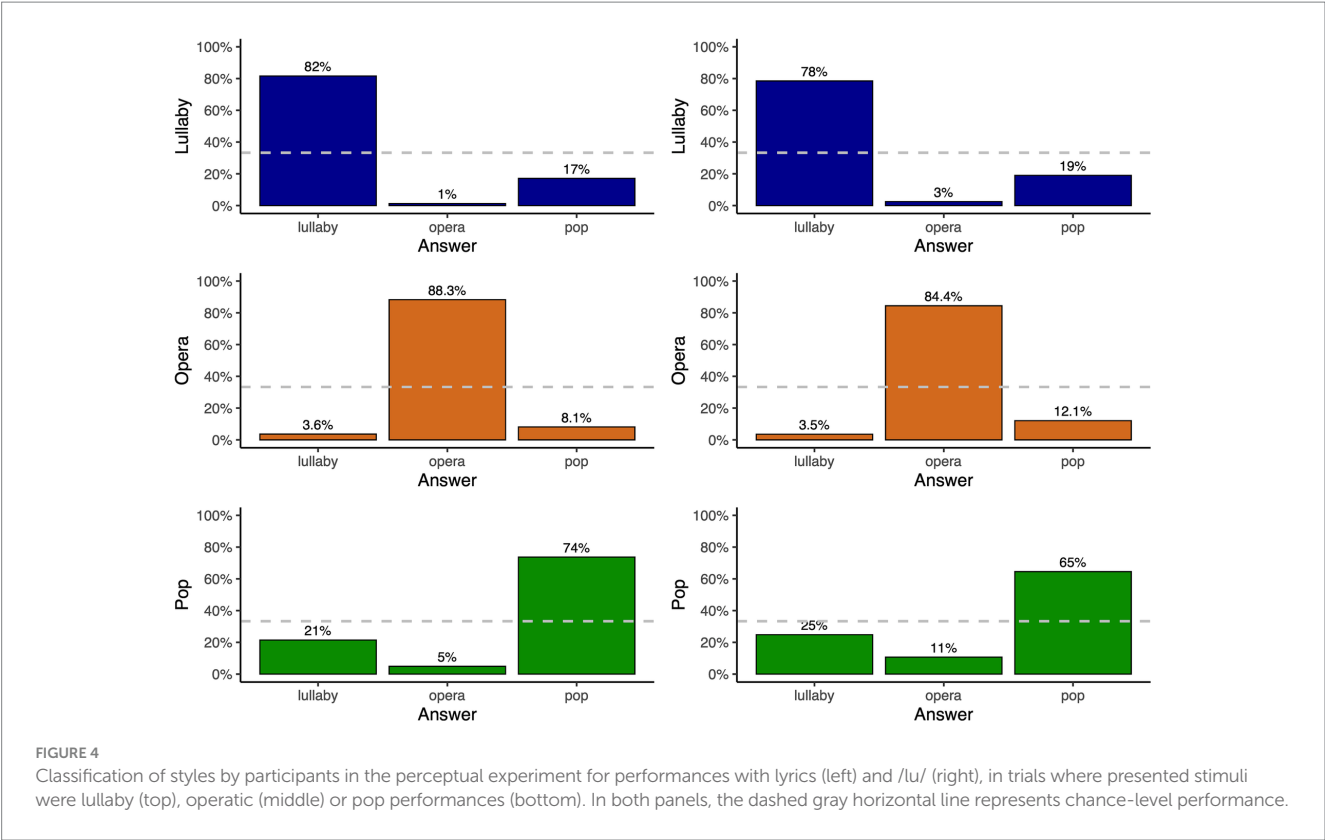 100%
80%
60%
40%
20%
0%
Lullaby
82%
1%
17%
lullaby opera pop
Answer
100%
80%
60%
40%
20%
0%
Lullaby
78%
3%
19%
lullaby opera pop
Answer
100%
80%
60%
40%
20%
0%
Opera
3.6%
88.3%
8.1%
lullaby opera pop
Answer
100%
80%
60%
40%
20%
0%
Opera
3.5%
84.4%
12.1%
lullaby opera pop
Answer
100%
80%
60%
40%
20%
0%
Pop
21%
5%
74%
lullaby opera pop
Answer
100%
80%
60%
40%
20%
0%
Pop
25%
11%
65%
lullaby opera pop
Answer
FIGURE 4
Classification of styles by participants in the perceptual experiment for performances with lyrics (left) and /lu/ (right), in trials where presented stimuli
were lullaby (top), operatic (middle) or pop performances (bottom). In both panels, the dashed gray horizontal line represents chance-level performance.